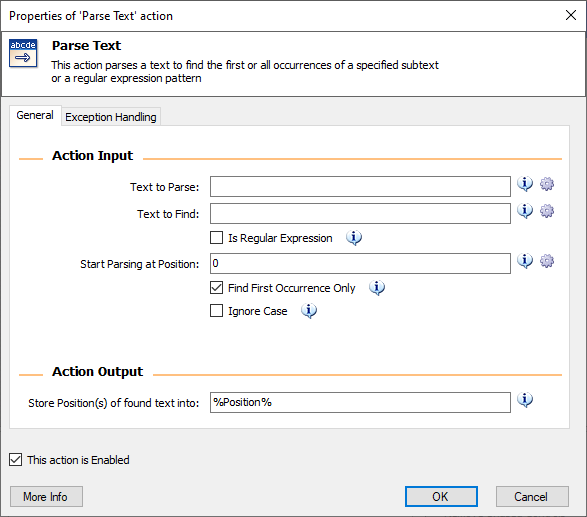 Properties of 'Parse Text' action
abcde
Parse Text
This action parses a text to find the first or all occurrences of a specified subtext
or a regular expression pattern
General
Exception Handling
Action Input
Text to Parse:
Text to Find:
Is Regular Expression
Start Parsing at Position:
0
Find First Occurrence Only
Ignore Case
Action Output
Store Position(s) of found text into:
%Position%
This action is Enabled
More Info
OK
Cancel